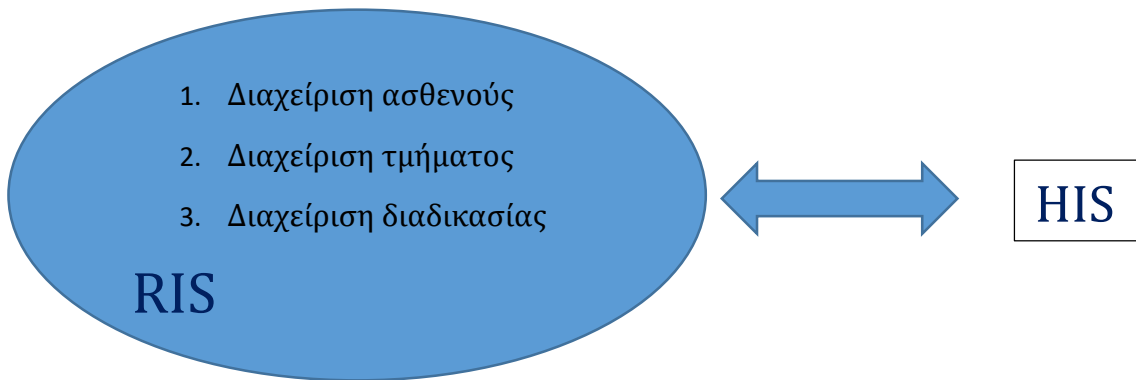 1. Διαχείριση ασθενούς
2. Διαχείριση τμήματος
3. Διαχείριση διαδικασίας
RIS
HIS